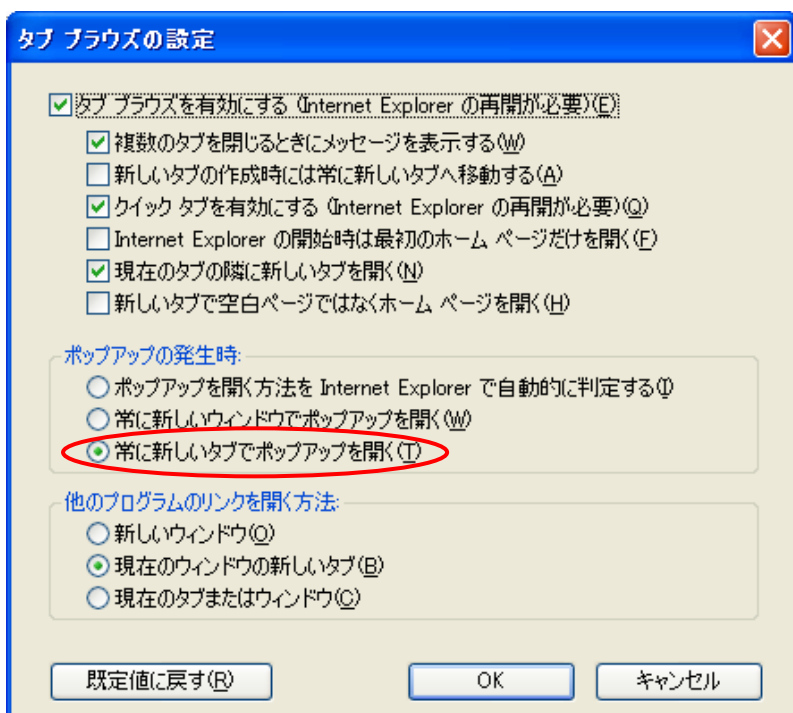 タブ ブラウズの設定
タブ ブラウズを有効にする (Internet Explorer の再開が必要)(E)
複数のタブを閉じるときにメッセージを表示する(W)
新しいタブの作成時には常に新しいタブへ移動する(A)
クイック タブを有効にする (Internet Explorer の再開が必要)(Q)
Internet Explorer の開始時は最初のホーム ページだけを開く(F)
現在のタブの隣に新しいタブを開く(N)
新しいタブで空白ページではなくホーム ページを開く(H)
ポップアップの発生時:
ポップアップを開く方法を Internet Explorer で自動的に判定する(I)
常に新しいウィンドウでポップアップを開く(W)
常に新しいタブでポップアップを開く(T)
他のプログラムのリンクを開く方法:
新しいウィンドウ(O)
現在のウィンドウの新しいタブ(B)
現在のタブまたはウィンドウ(C)
既定値に戻す(R) OK キャンセル